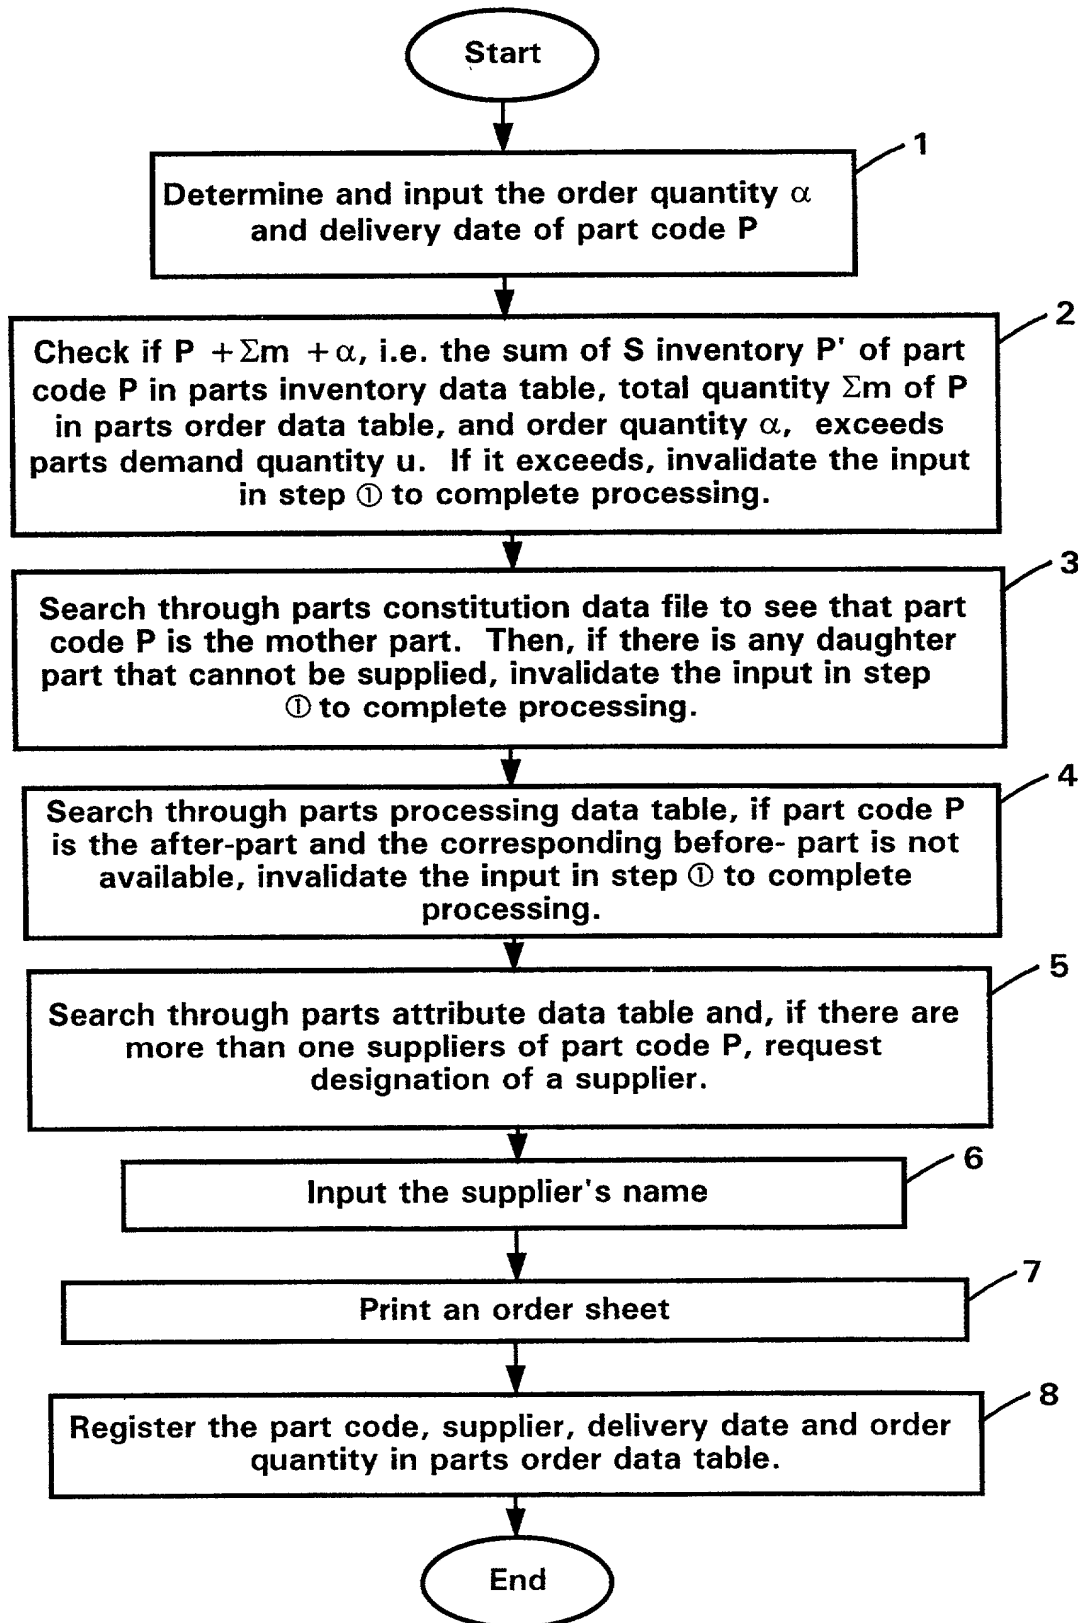 Start
1
Determine and input the order quantity α
and delivery date of part code P
2
Check if P + Σm + α, i.e. the sum of S inventory P' of part
code P in parts inventory data table, total quantity Σm of P
in parts order data table, and order quantity α, exceeds
parts demand quantity u. If it exceeds, invalidate the input
in step ① to complete processing.
3
Search through parts constitution data file to see that part
code P is the mother part. Then, if there is any daughter
part that cannot be supplied, invalidate the input in step
① to complete processing.
4
Search through parts processing data table, if part code P
is the after-part and the corresponding before- part is not
available, invalidate the input in step ① to complete
processing.
5
Search through parts attribute data table and, if there are
more than one suppliers of part code P, request
designation of a supplier.
6
Input the supplier's name
7
Print an order sheet
8
Register the part code, supplier, delivery date and order
quantity in parts order data table.
End